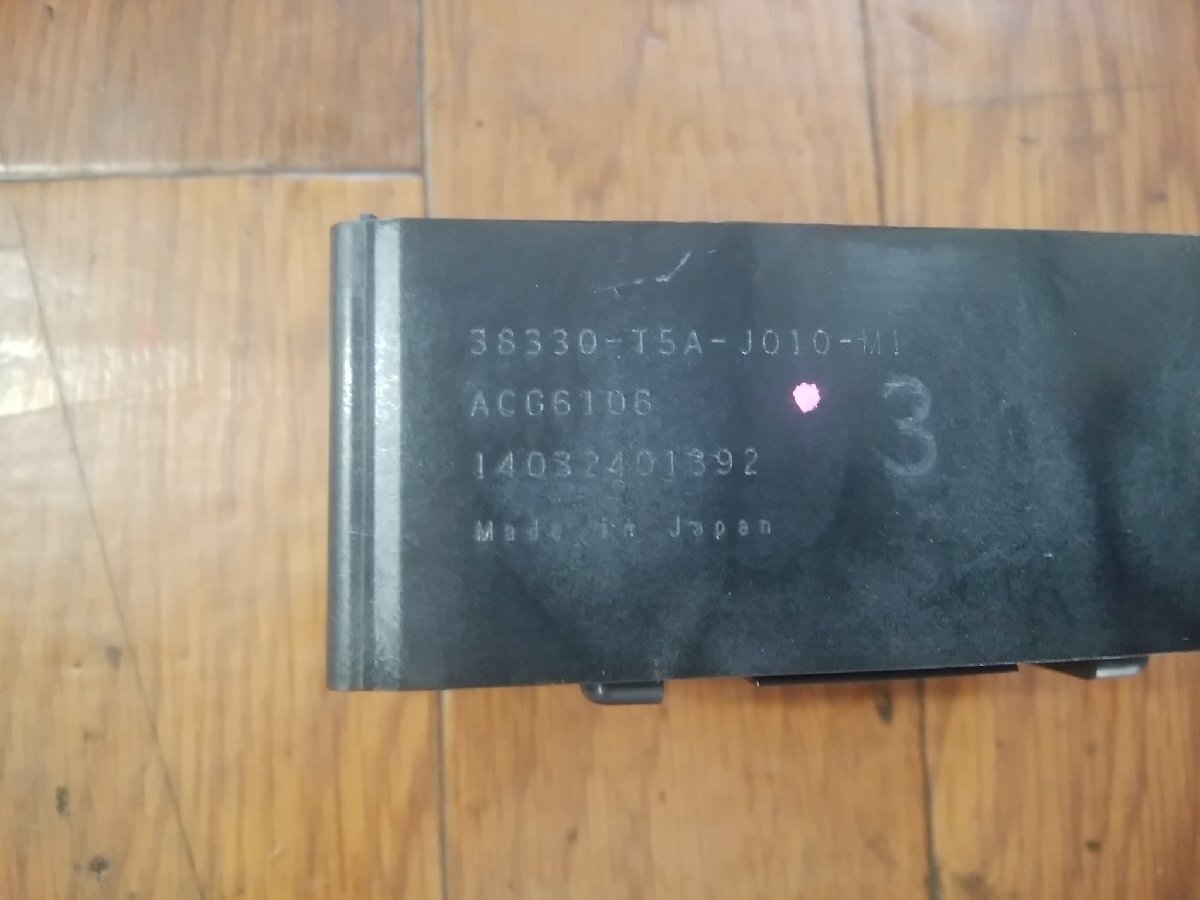 38330-T5A-J010-M1
ACG6106
3
14032401392
Made in Japan